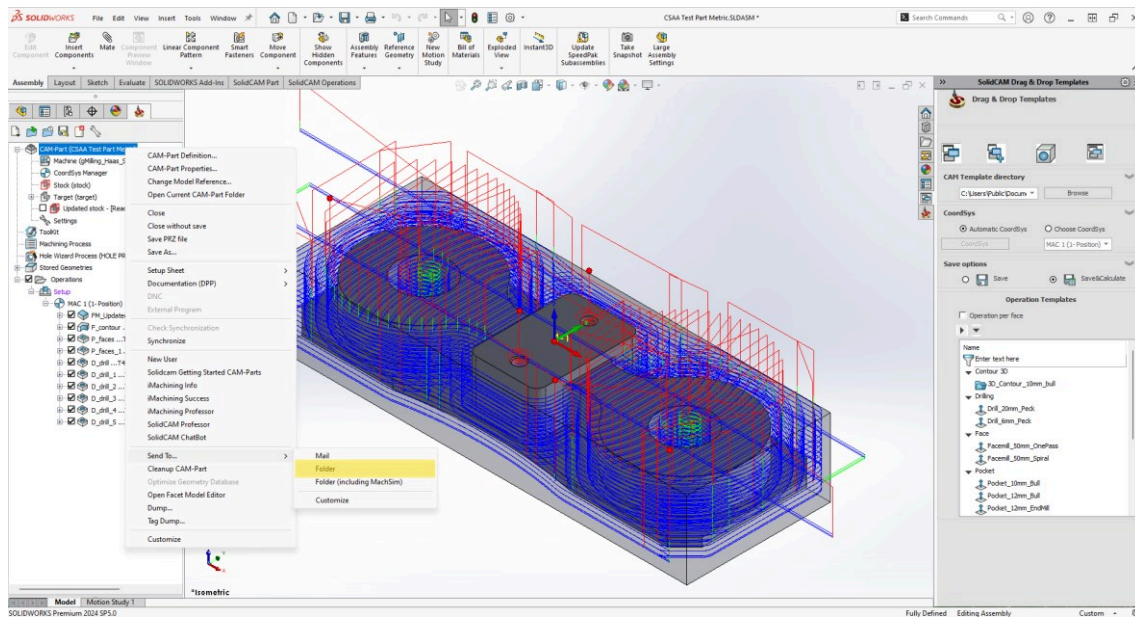 SOLIDWORKS File Edit View Insert Tools Window
CSAA Test Part Metric.SLDASM *
Search Commands
Edit Component
Insert Components
Mate
Component Preview Window
Linear Component Pattern
Smart Fasteners
Move Component
Show Hidden Components
Assembly Features
Reference Geometry
New Motion Study
Bill of Materials
Exploded View
Instant3D
Update SpeedPak Subassemblies
Take Snapshot
Large Assembly Settings
Assembly Layout Sketch Evaluate SOLIDWORKS Add-Ins SolidCAM Part SolidCAM Operations
CAM-Part (CSAA Test Part Me
Machine (gMilling_Haas_S
CoordSys Manager
Stock (stock)
Target (target)
Updated stock - [Rea
Settings
ToolKit
Machining Process
Hole Wizard Process (HOLE PR
Stored Geometries
Operations
Setup
MAC 1 (1- Position)
FM_Update
F_contour .
P_faces ...T
P_faces_1 .
D_drill ...T4
D_drill_1 ...
D_drill_2 ...
D_drill_3 ...
D_drill_4 ...
D_drill_5 ...
CAM-Part Definition...
CAM-Part Properties...
Change Model Reference...
Open Current CAM-Part Folder
Close
Close without save
Save PRZ file
Save As...
Setup Sheet
Documentation (DPP)
DNC
External Program
Check Synchronization
Synchronize
New User
Solidcam Getting Started CAM-Parts
iMachining Info
iMachining Success
iMachining Professor
SolidCAM Professor
SolidCAM ChatBot
Send To...
Cleanup CAM-Part
Optimize Geometry Database
Open Facet Model Editor
Dump...
Tag Dump...
Customize
Mail
Folder
Folder (including MachSim)
Customize
*Isometric
SolidCAM Drag & Drop Templates
Drag & Drop Templates
CAM Template directory
C:\Users\Public\Docum Browse
CoordSys
Automatic CoordSys Choose CoordSys
CoordSys MAC 1 (1- Position)
Save options
Save Save&Calculate
Operation Templates
Operation per face
Name
Enter text here
Contour 3D
3D_Contour_10mm_bull
Drilling
Drill_20mm_Peck
Drill_6mm_Peck
Face
Facemill_50mm_OnePass
Facemill_50mm_Spiral
Pocket
Pocket_10mm_Bull
Pocket_12mm_Bull
Pocket_12mm_EndMill
Model Motion Study 1
SOLIDWORKS Premium 2024 SP5.0
Fully Defined Editing Assembly Custom